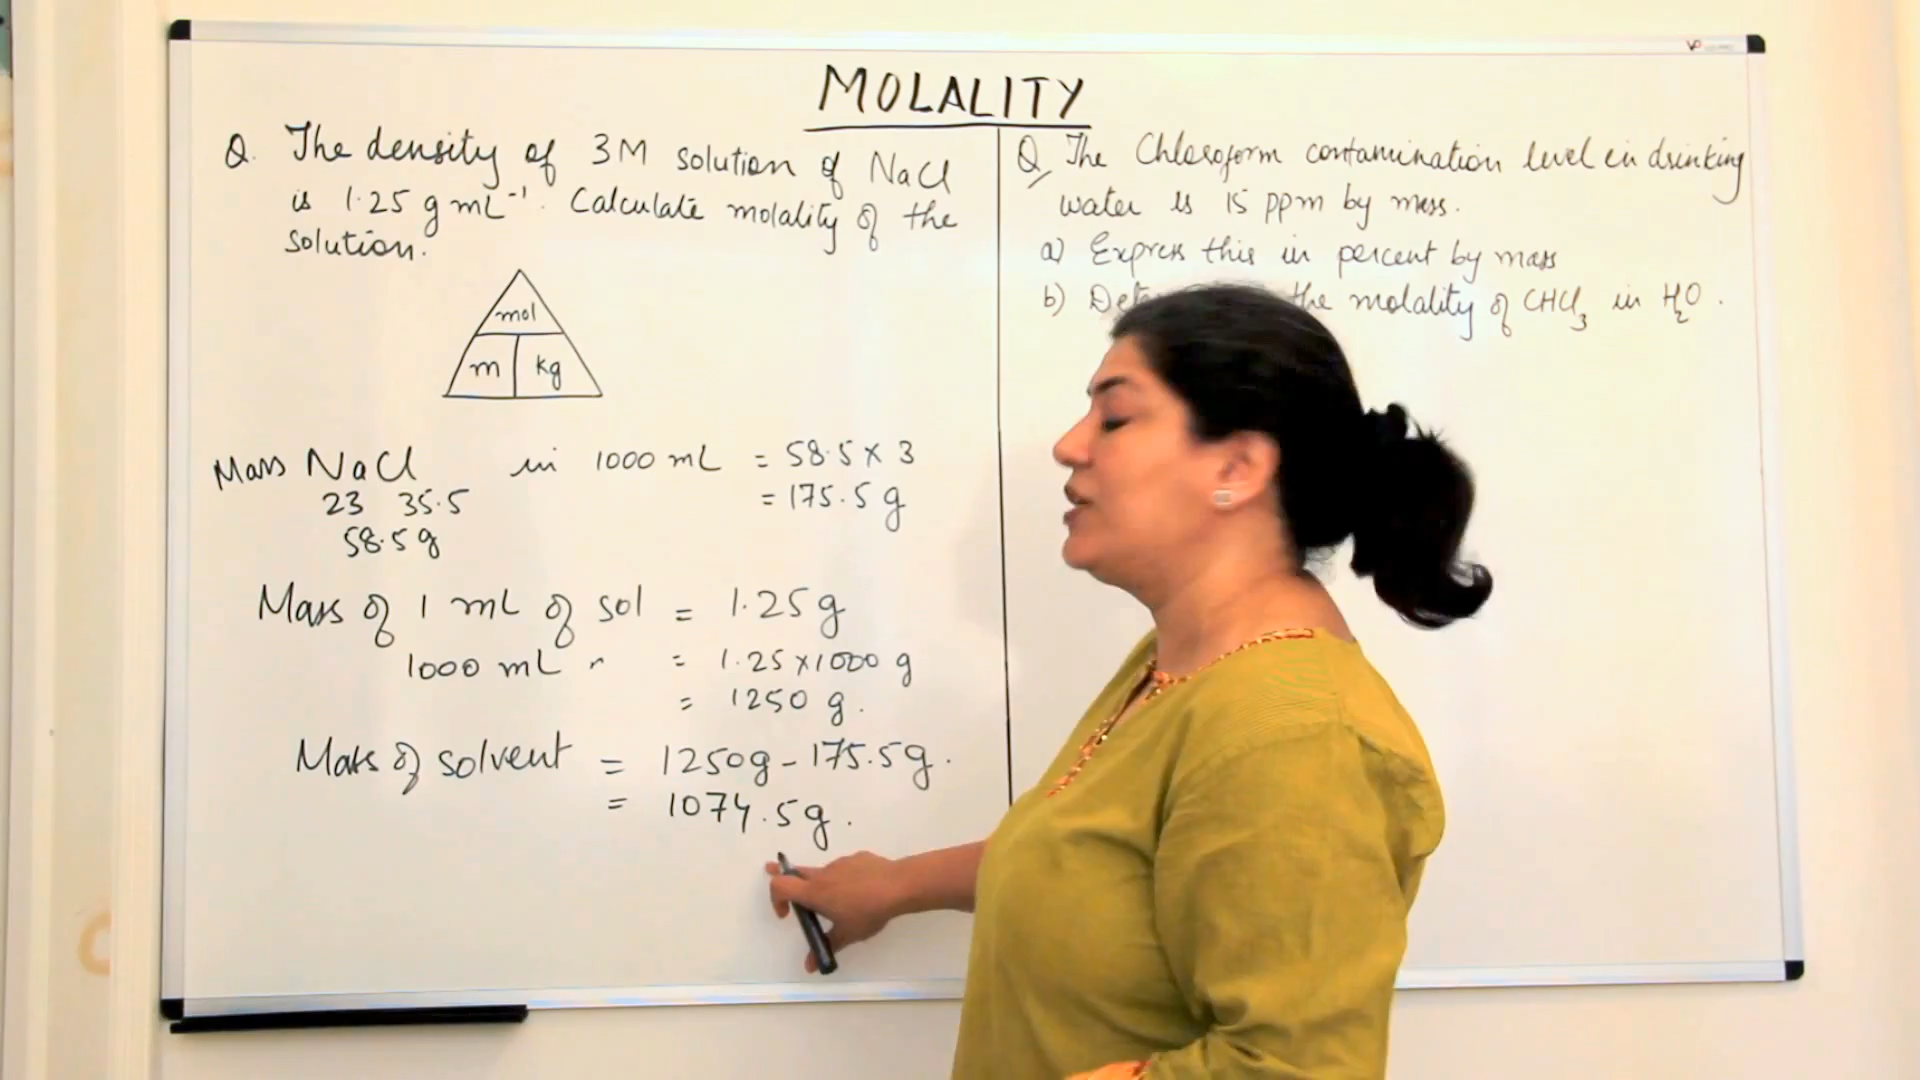 MOLALITY
Q. The density of 3M solution of NaCl
is 1.25 g mL⁻¹. Calculate molality of the
solution.
mol
m kg
Mass NaCl in 1000 mL = 58.5 × 3
23 35.5 = 175.5 g
58.5 g
Mass of 1 mL of sol = 1.25 g
1000 mL " = 1.25 × 1000 g
= 1250 g.
Mass of solvent = 1250g - 175.5g.
= 1074.5g.
Q, The Chloroform contamination level in drinking
water is 15 ppm by mass.
a) Express this in percent by mass
b) the molality of CHCl₃ in H₂O.